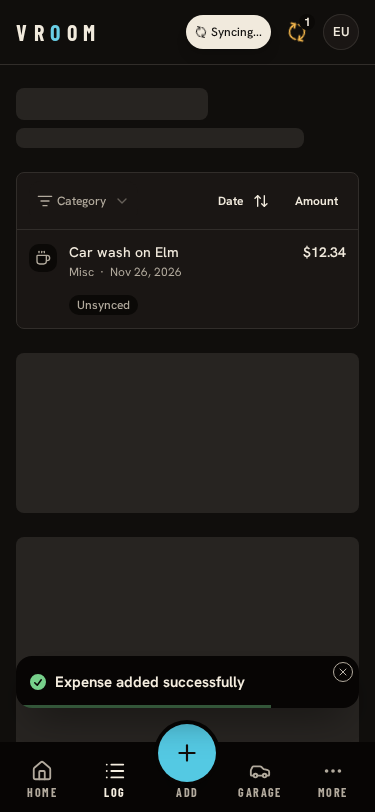 VROOM
Syncing...
1
EU
Category
Date
Amount
Car wash on Elm
$12.34
Misc · Nov 26, 2026
Unsynced
Expense added successfully
HOME
LOG
ADD
GARAGE
MORE